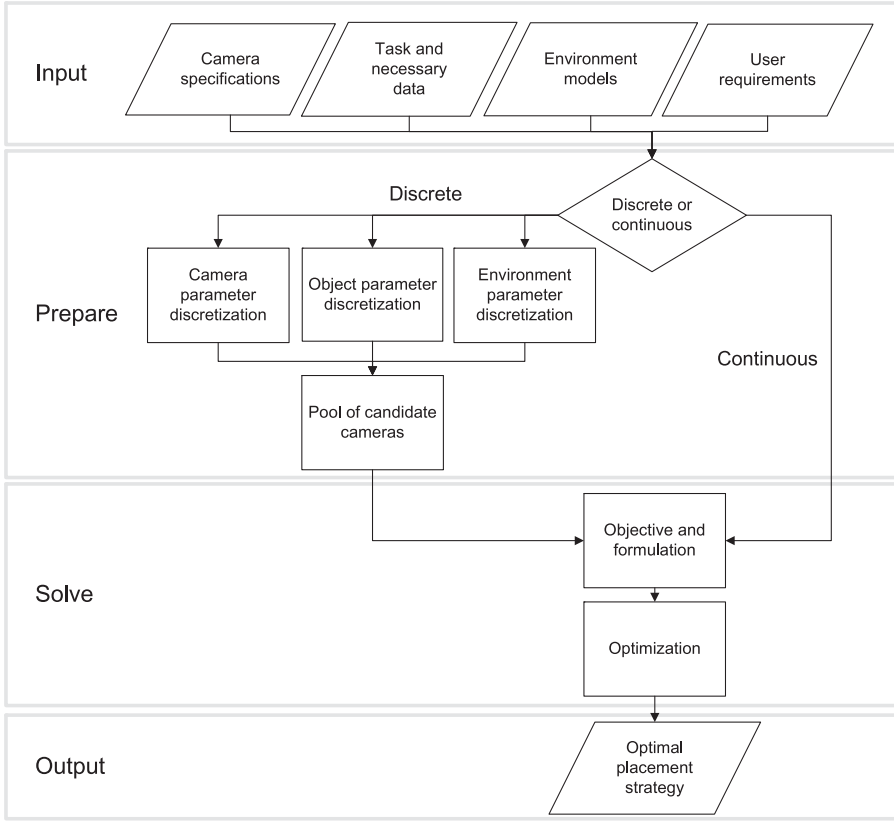 Input
Camera
specifications
Task and
necessary
data
Environment
models
User
requirements
Prepare
Discrete
Discrete or
continuous
Camera
parameter
discretization
Object parameter
discretization
Environment
parameter
discretization
Continuous
Pool of candidate
cameras
Solve
Objective and
formulation
Optimization
Output
Optimal
placement
strategy